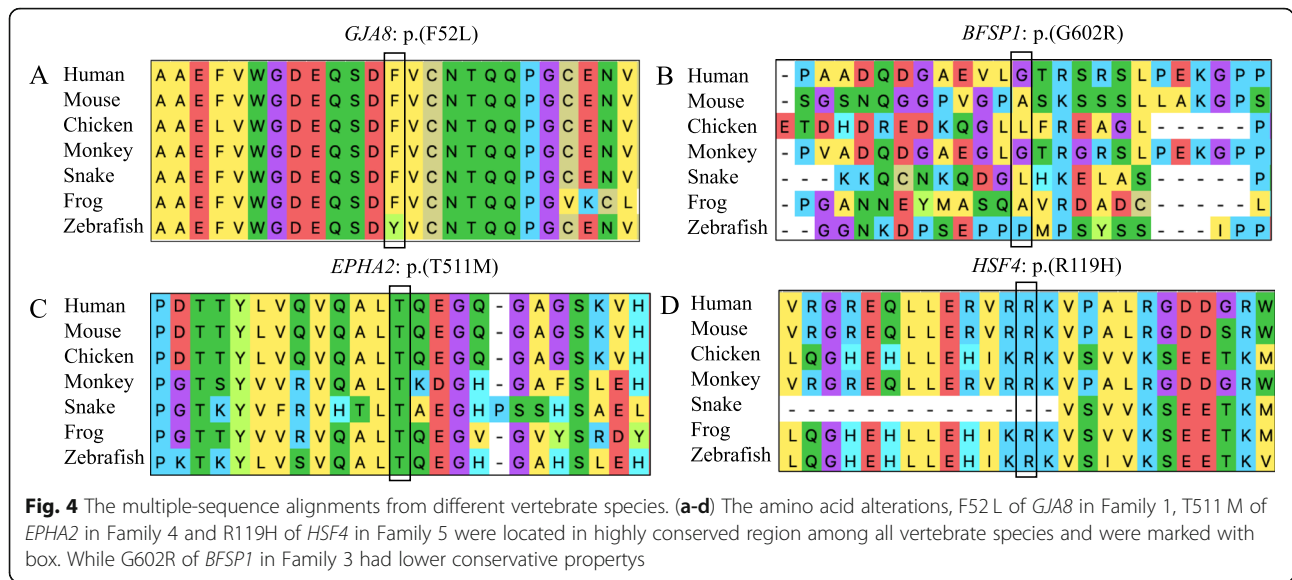 GJA8: p.(F52L)
A
Human A A E F V W G D E Q S D F V C N T Q Q P G C E N V
Mouse A A E F V W G D E Q S D F V C N T Q Q P G C E N V
Chicken A A E L V W G D E Q S D F V C N T Q Q P G C E N V
Monkey A A E F V W G D E Q S D F V C N T Q Q P G C E N V
Snake A A E F V W G D E Q S D F V C N T Q Q P G C E N V
Frog A A E F V W G D E Q S D F V C N T Q Q P G V K C L
Zebrafish A A E F V W G D E Q S D Y V C N T Q Q P G C E N V
BFSP1: p.(G602R)
B
Human - P A A D Q D G A E V L G T R S R S L P E K G P P
Mouse - S G S N Q G G P V G P A S K S S S L L A K G P S
Chicken E T D H D R E D K Q G L L F R E A G L - - - - - P
Monkey - P V A D Q D G A E G L G T R G R S L P E K G P P
Snake - - - K K Q C N K Q D G L H K E L A S - - - - - P
Frog - P G A N N E Y M A S Q A V R D A D C - - - - - L
Zebrafish - - G G N K D P S E P P P M P S Y S S - - - I P P
EPHA2: p.(T511M)
C
Human P D T T Y L V Q V Q A L T Q E G Q - G A G S K V H
Mouse P D T T Y L V Q V Q A L T Q E G Q - G A G S K V H
Chicken P D T T Y L V Q V Q A L T Q E G Q - G A G S K V H
Monkey P G T S Y V V R V Q A L T K D G H - G A F S L E H
Snake P G T K Y V F R V H T L T A E G H P S S H S A E L
Frog P G T T Y V V R V Q A L T Q E G V - G V Y S R D Y
Zebrafish P K T K Y L V S V Q A L T Q E G H - G A H S L E H
HSF4: p.(R119H)
D
Human V R G R E Q L L E R V R R K V P A L R G D D G R W
Mouse V R G R E Q L L E R V R R K V P A L R G D D S R W
Chicken L Q G H E H L L E H I K R K V S V V K S E E T K M
Monkey V R G R E Q L L E R V R R K V P A L R G D D G R W
Snake - - - - - - - - - - - - - - V S V V K S E E T K M
Frog L Q G H E H L L E H I K R K V S V V K S E E T K M
Zebrafish L Q G H E H L L E H I K R K V S I V K S E E T K V
Fig. 4 The multiple-sequence alignments from different vertebrate species. (a-d) The amino acid alterations, F52 L of GJA8 in Family 1, T511 M of
EPHA2 in Family 4 and R119H of HSF4 in Family 5 were located in highly conserved region among all vertebrate species and were marked with
box. While G602R of BFSP1 in Family 3 had lower conservative propertys